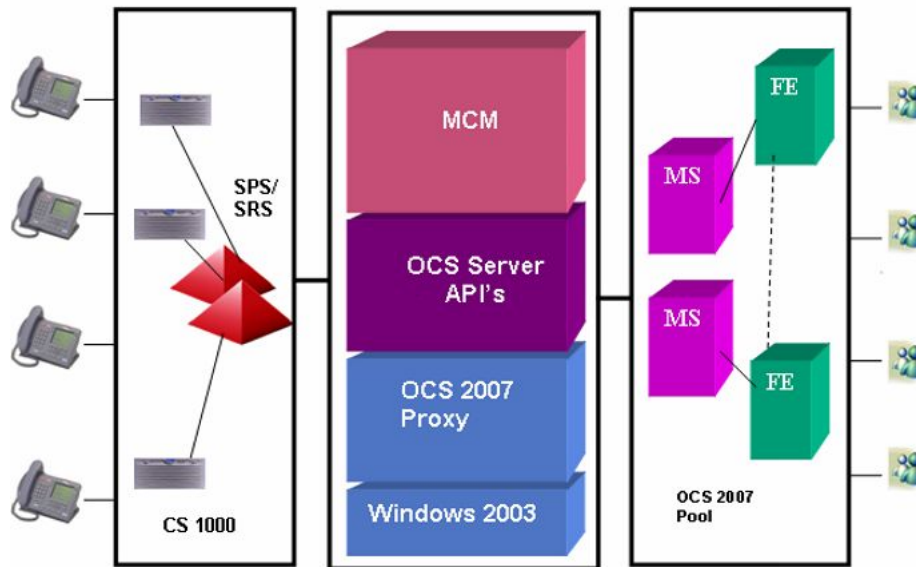 SPS/
SRS
CS 1000
MCM
OCS Server
API's
OCS 2007
Proxy
Windows 2003
FE
MS
MS
FE
OCS 2007
Pool